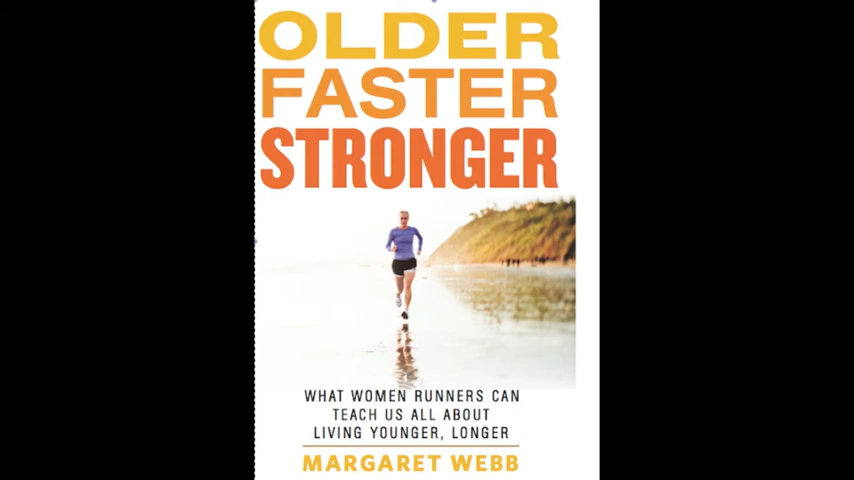 OLDER
FASTER
STRONGER
WHAT WOMEN RUNNERS CAN
TEACH US ALL ABOUT
LIVING YOUNGER, LONGER
MARGARET WEBB